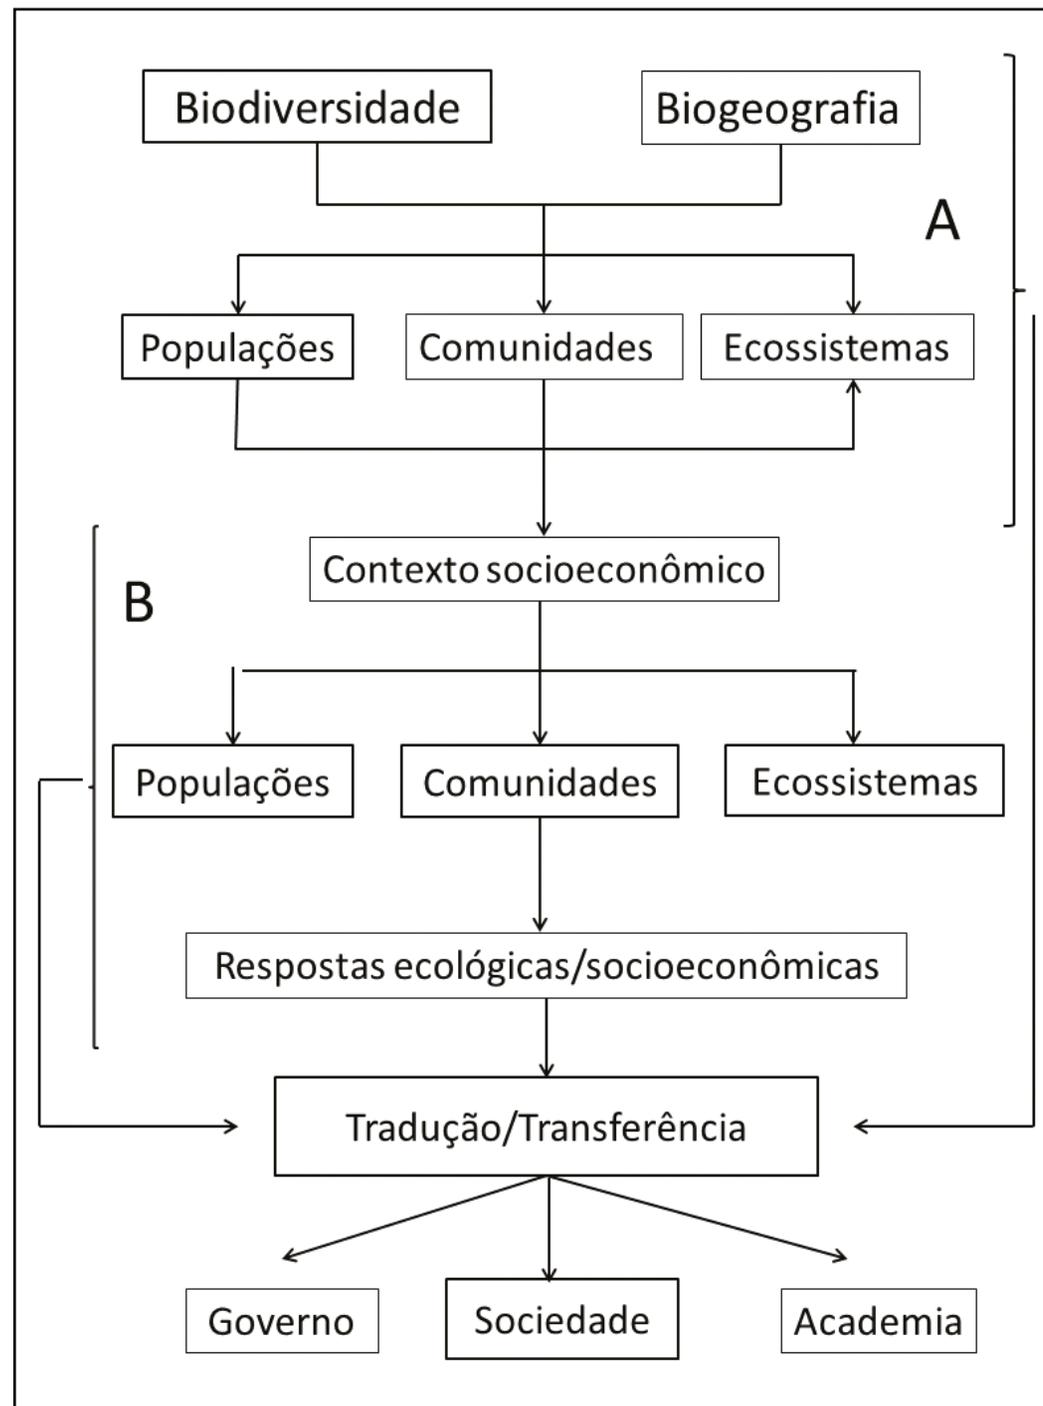 Biodiversidade
Biogeografia
A
Populações
Comunidades
Ecossistemas
Contexto socioeconômico
B
Populações
Comunidades
Ecossistemas
Respostas ecológicas/socioeconômicas
Tradução/Transferência
Governo
Sociedade
Academia